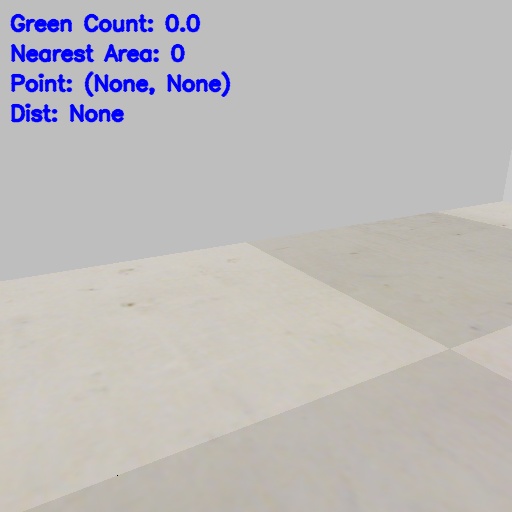 Green Count: 0.0
Nearest Area: 0
Point: (None, None)
Dist: None